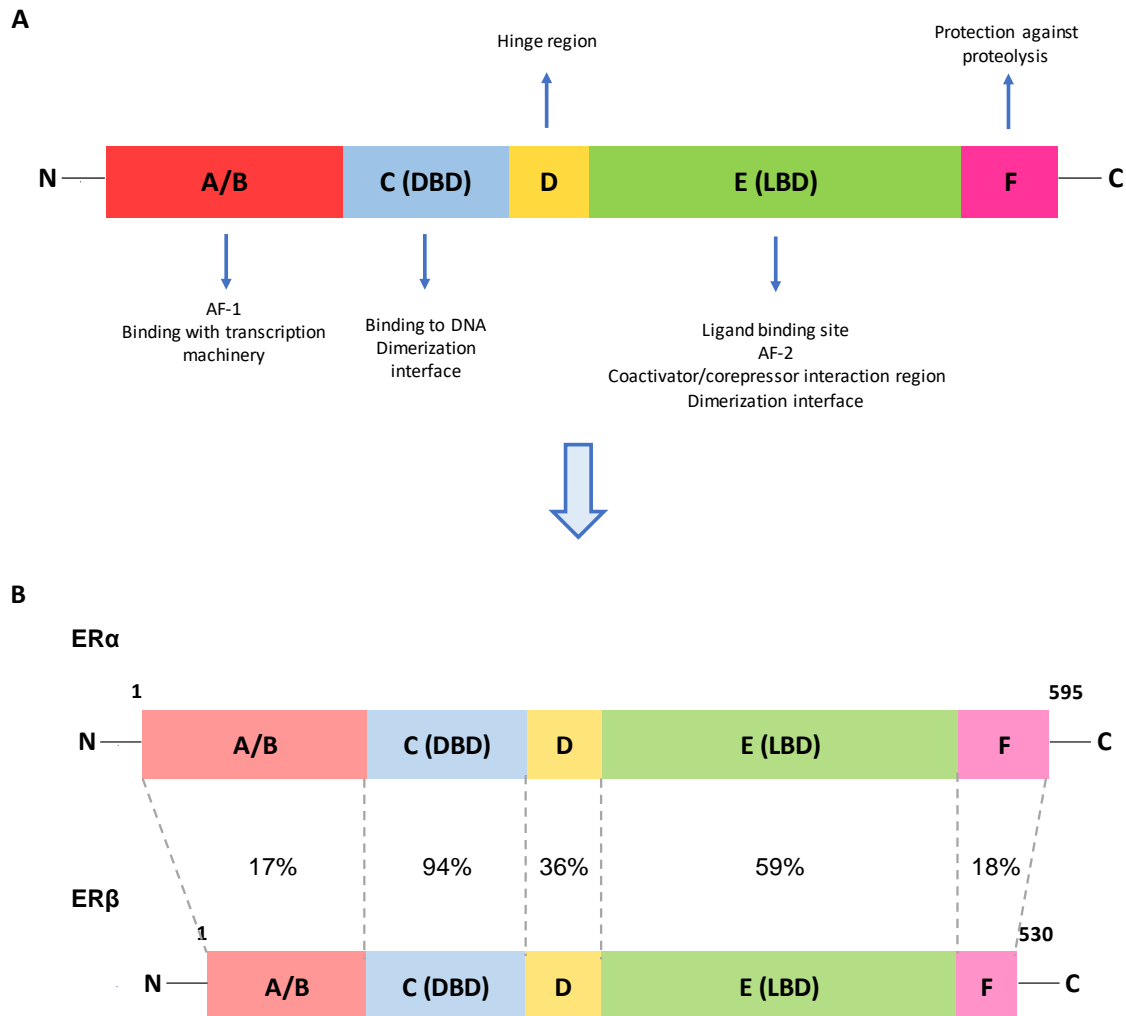 A
Hinge region
Protection against
proteolysis
N
A/B
C (DBD)
D
E (LBD)
F
C
AF-1
Binding with transcription
machinery
Binding to DNA
Dimerization
interface
Ligand binding site
AF-2
Coactivator/corepressor interaction region
Dimerization interface
B
ERα
1
595
N
A/B
C (DBD)
D
E (LBD)
F
C
17%
94%
36%
59%
18%
ERβ
1
530
N
A/B
C (DBD)
D
E (LBD)
F
C